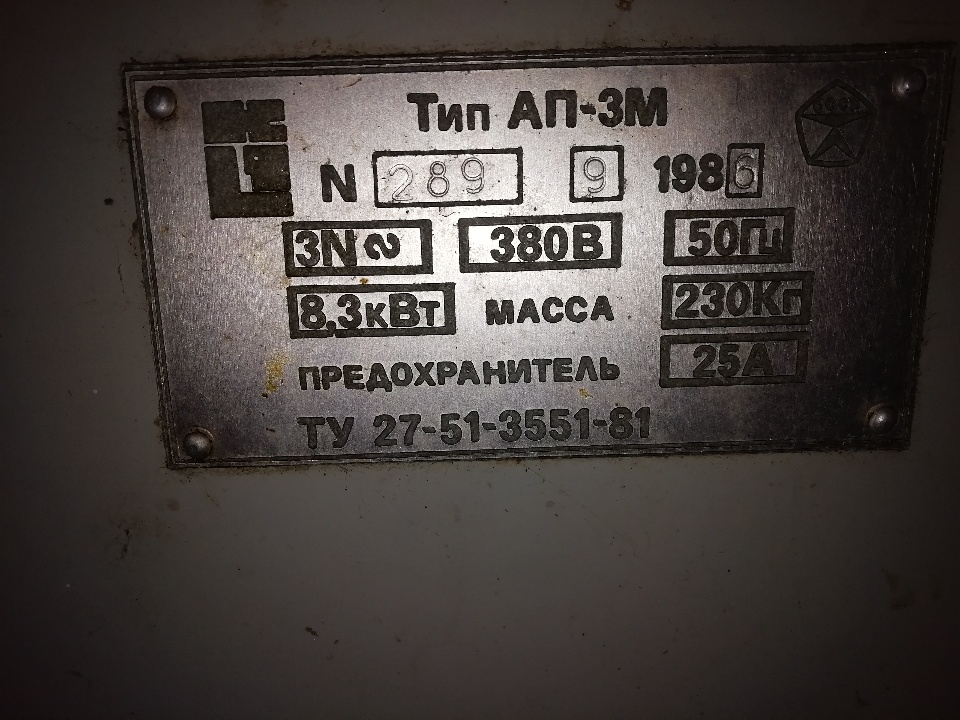 Тип АП-3М
СССР
N 289 9 1986
3N~ 380В 50Гц
8,3кВт МАССА 230Кг
ПРЕДОХРАНИТЕЛЬ 25А
ТУ 27-51-3551-81